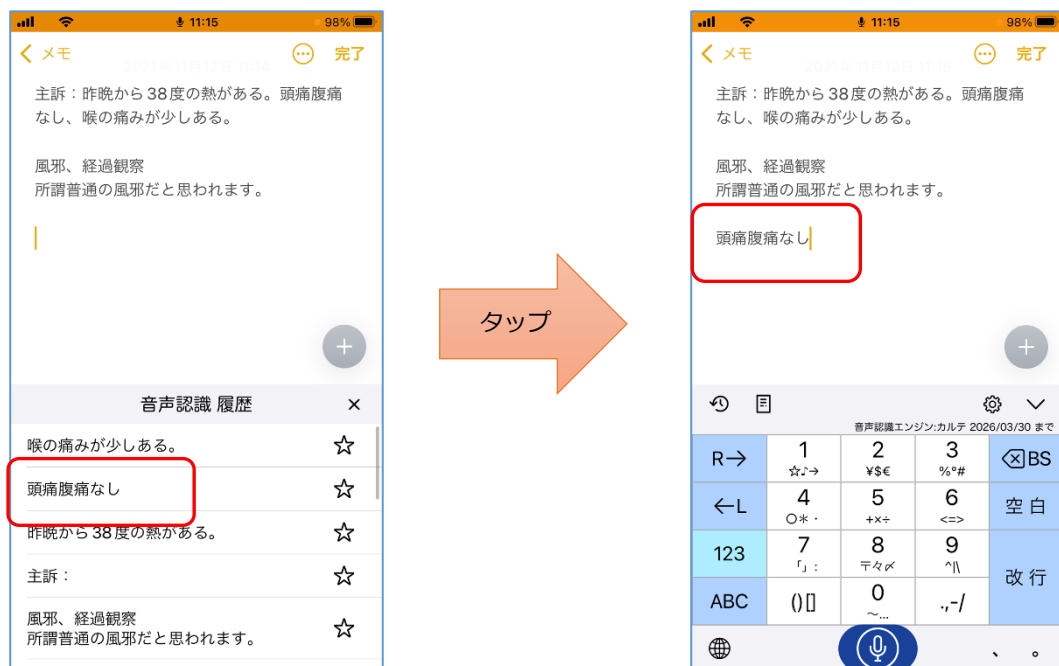 11:15
98%
メモ
完了
主訴：昨晩から38度の熱がある。頭痛腹痛
なし、喉の痛みが少しある。
風邪、経過観察
所謂普通の風邪だと思われます。
音声認識 履歴
×
喉の痛みが少しある。
頭痛腹痛なし
昨晩から38度の熱がある。
主訴：
風邪、経過観察
所謂普通の風邪だと思われます。
タップ
11:15
98%
メモ
完了
主訴：昨晩から38度の熱がある。頭痛腹痛
なし、喉の痛みが少しある。
風邪、経過観察
所謂普通の風邪だと思われます。
頭痛腹痛なし
音声認識エンジン:カルテ 2026/03/30 まで
R→
1
☆♪→
2
¥$€
3
%°#
BS
←L
4
○＊・
5
+×÷
6
<=>
空白
123
7
「」:
8
〒々〆
9
^|\
改行
ABC
()[]
0
～…
.,-/
、
。